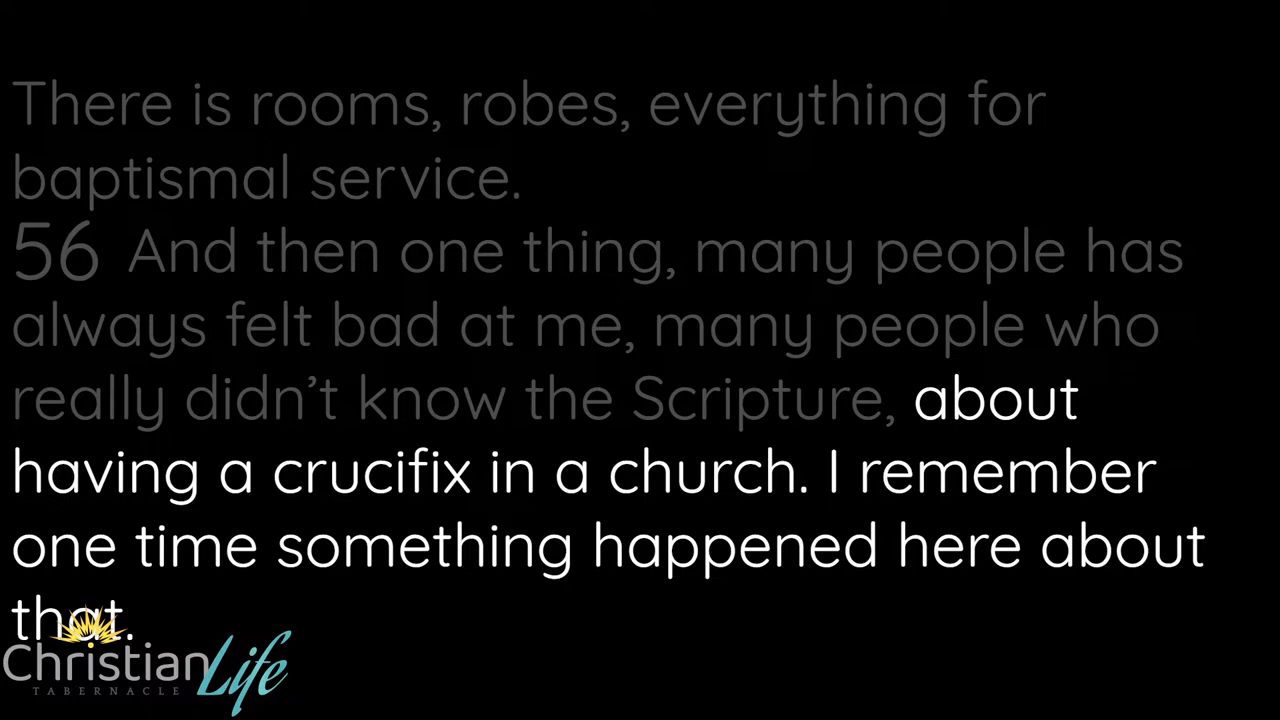 There is rooms, robes, everything for
baptismal service.
56 And then one thing, many people has
always felt bad at me, many people who
really didn’t know the Scripture, about
having a crucifix in a church. I remember
one time something happened here about
that.
Christian Life
TABERNACLE